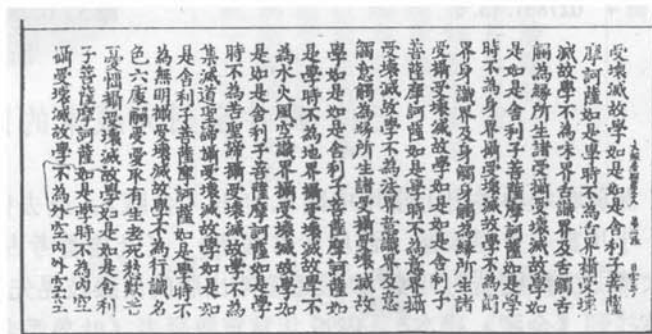 受壞滅故學如是如是舍利子菩薩
摩訶薩如是學時不為舌界攝受壞
滅故學不為味界舌識界及舌觸舌
觸為緣所生諸受攝受壞滅故學如
是如是舍利子菩薩摩訶薩如是學
時不為身界攝受壞滅故學不為觸
界身識界及身觸身觸為緣所生諸
受攝受壞滅故學如是如是舍利子
菩薩摩訶薩如是學時不為意界攝
受壞滅故學不為法界意識界及意
觸意觸為緣所生諸受攝受壞滅故
學如是如是舍利子菩薩摩訶薩如
是學時不為地界攝受壞滅故學不
為水火風空識界攝受壞滅故學如
是如是舍利子菩薩摩訶薩如是學
時不為苦聖諦攝受壞滅故學不為
集滅道聖諦攝受壞滅故學如是如
是舍利子菩薩摩訶薩如是學時不
為無明攝受壞滅故學不為行識名
色六處觸受愛取有生老死愁歎苦
憂惱攝受壞滅故學如是如是舍利
子菩薩摩訶薩如是學時不為內空
攝受壞滅故學不為外空內外空空